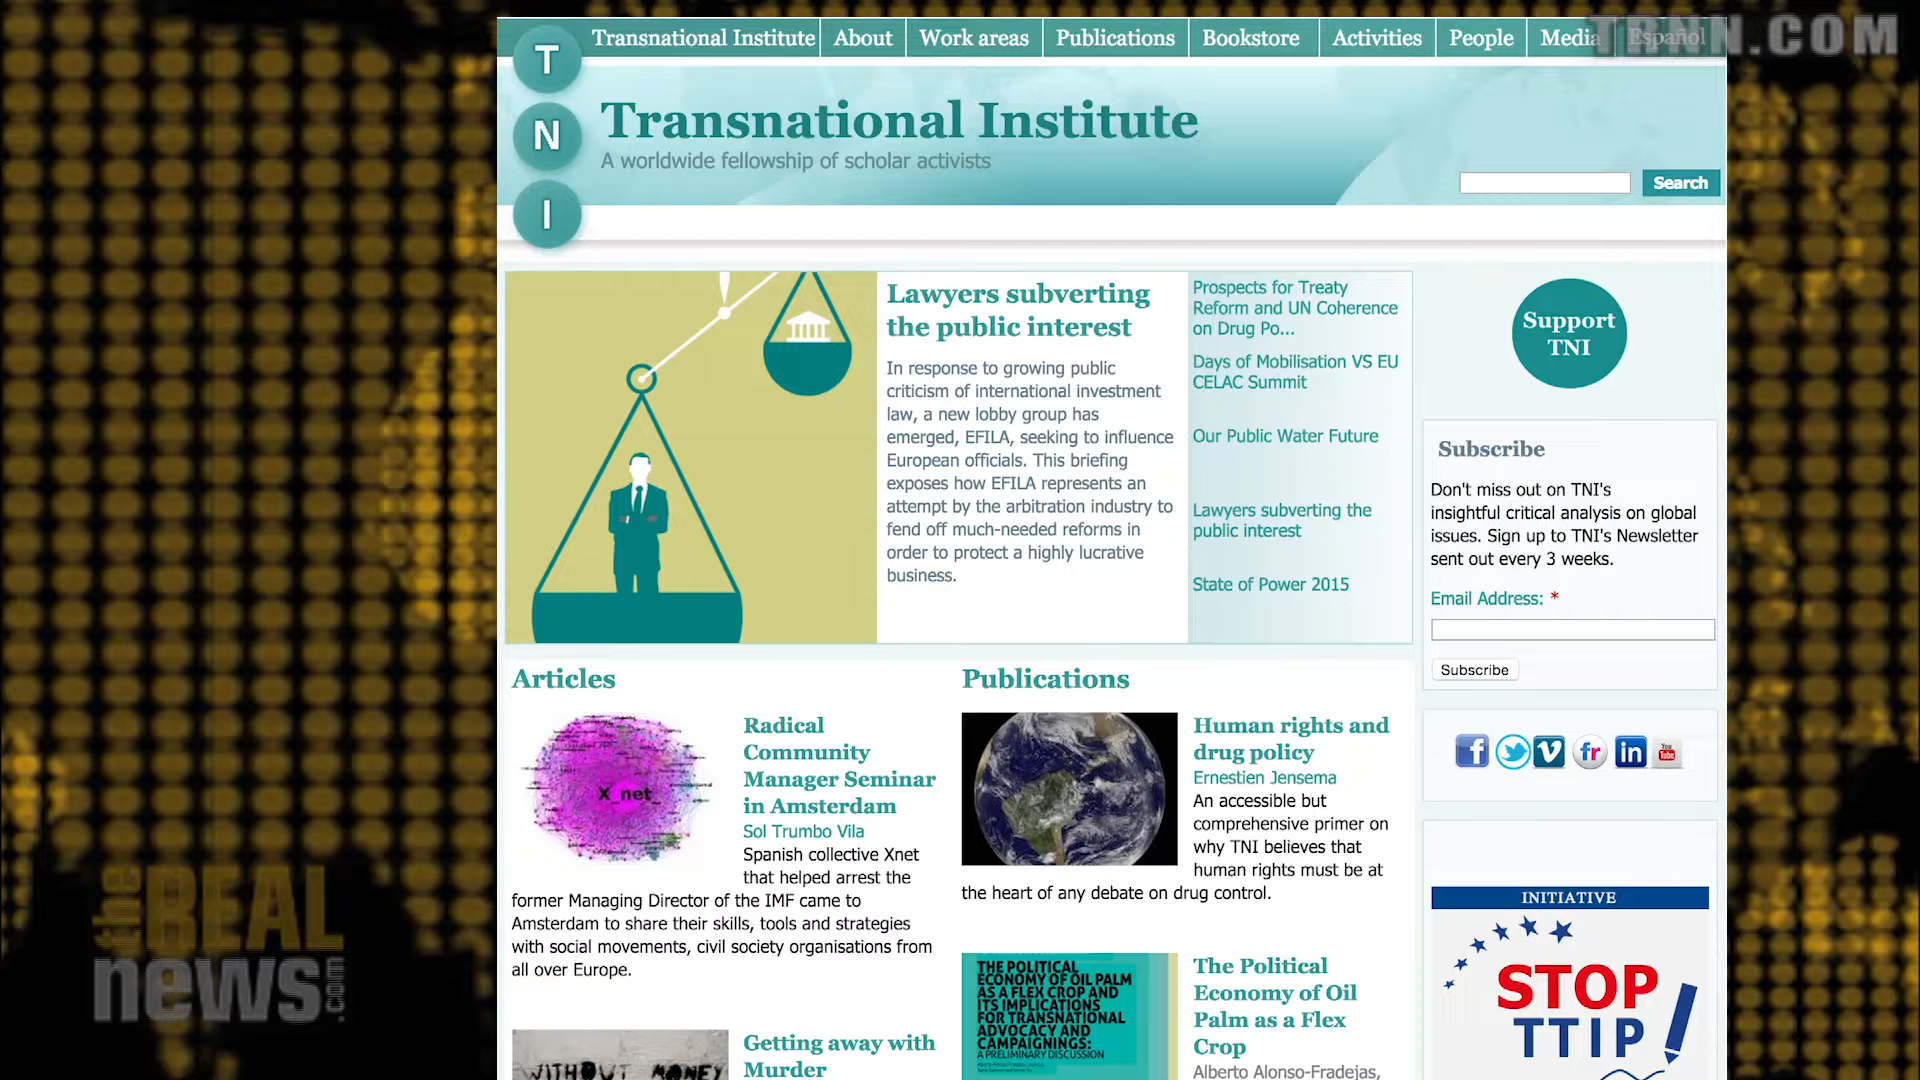 TRNN.COM
Transnational Institute
About
Work areas
Publications
Bookstore
Activities
People
Media
Español
T
N
I
Transnational Institute
A worldwide fellowship of scholar activists
Search
Lawyers subverting
the public interest
In response to growing public
criticism of international investment
law, a new lobby group has
emerged, EFILA, seeking to influence
European officials. This briefing
exposes how EFILA represents an
attempt by the arbitration industry to
fend off much-needed reforms in
order to protect a highly lucrative
business.
Prospects for Treaty
Reform and UN Coherence
on Drug Po...
Days of Mobilisation VS EU
CELAC Summit
Our Public Water Future
Lawyers subverting the
public interest
State of Power 2015
Support
TNI
Subscribe
Don't miss out on TNI's
insightful critical analysis on global
issues. Sign up to TNI's Newsletter
sent out every 3 weeks.
Email Address: *
Subscribe
f
V
fr
in
You
Tube
INITIATIVE
STOP
TTIP
Articles
X_net
Radical
Community
Manager Seminar
in Amsterdam
Sol Trumbo Vila
Spanish collective Xnet
that helped arrest the
former Managing Director of the IMF came to
Amsterdam to share their skills, tools and strategies
with social movements, civil society organisations from
all over Europe.
WITHOUT MONEY
Getting away with
Murder
Publications
Human rights and
drug policy
Ernestien Jensema
An accessible but
comprehensive primer on
why TNI believes that
human rights must be at
the heart of any debate on drug control.
THE POLITICAL
ECONOMY OF OIL PALM
AS A FLEX CROP AND
ITS IMPLICATIONS
FOR TRANSNATIONAL
ADVOCACY AND
CAMPAIGNINGS:
A PRELIMINARY DISCUSSION
The Political
Economy of Oil
Palm as a Flex
Crop
Alberto Alonso-Fradejas,
the REAL
news.com